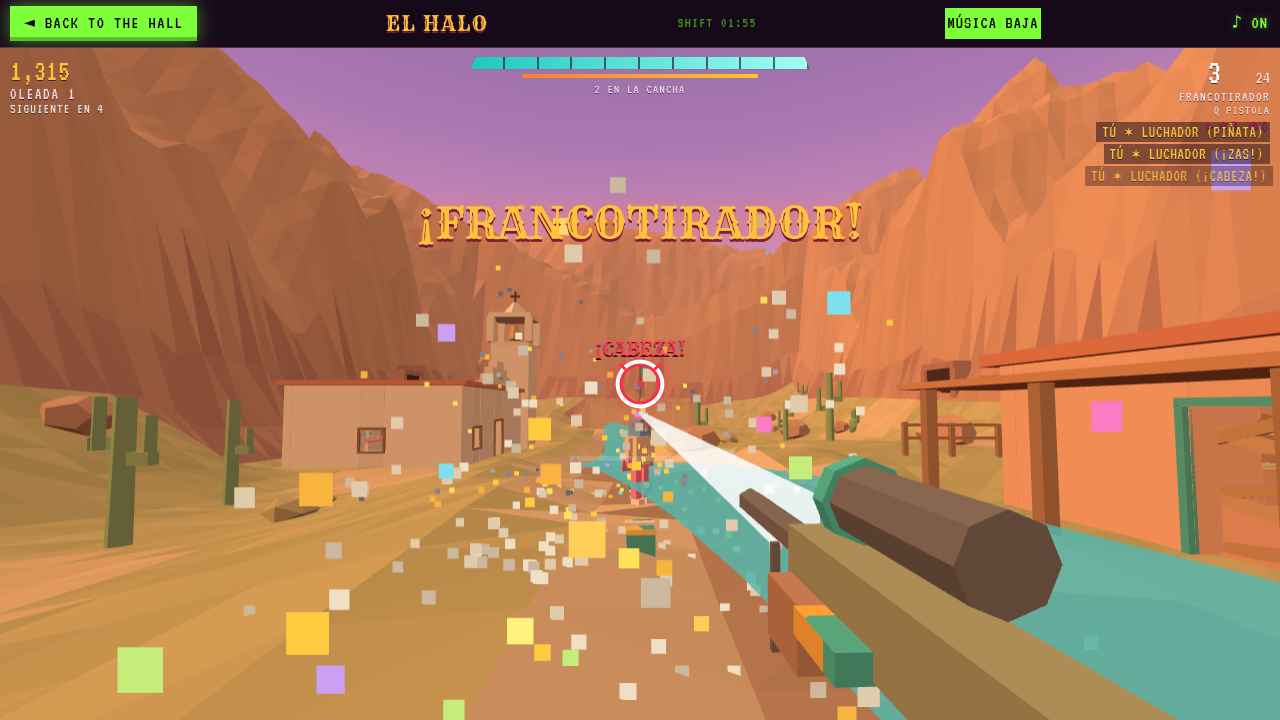 ◄ BACK TO THE HALL
EL HALO
SHIFT 01:55
MÚSICA BAJA
♪ ON
1,315
OLEADA 1
SIGUIENTE EN 4
2 EN LA CANCHA
3 24
FRANCOTIRADOR
Q PISTOLA
TÚ ✶ LUCHADOR (PIÑATA)
TÚ ✶ LUCHADOR (¡ZAS!)
TÚ ✶ LUCHADOR (¡CABEZA!)
¡FRANCOTIRADOR!
¡CABEZA!